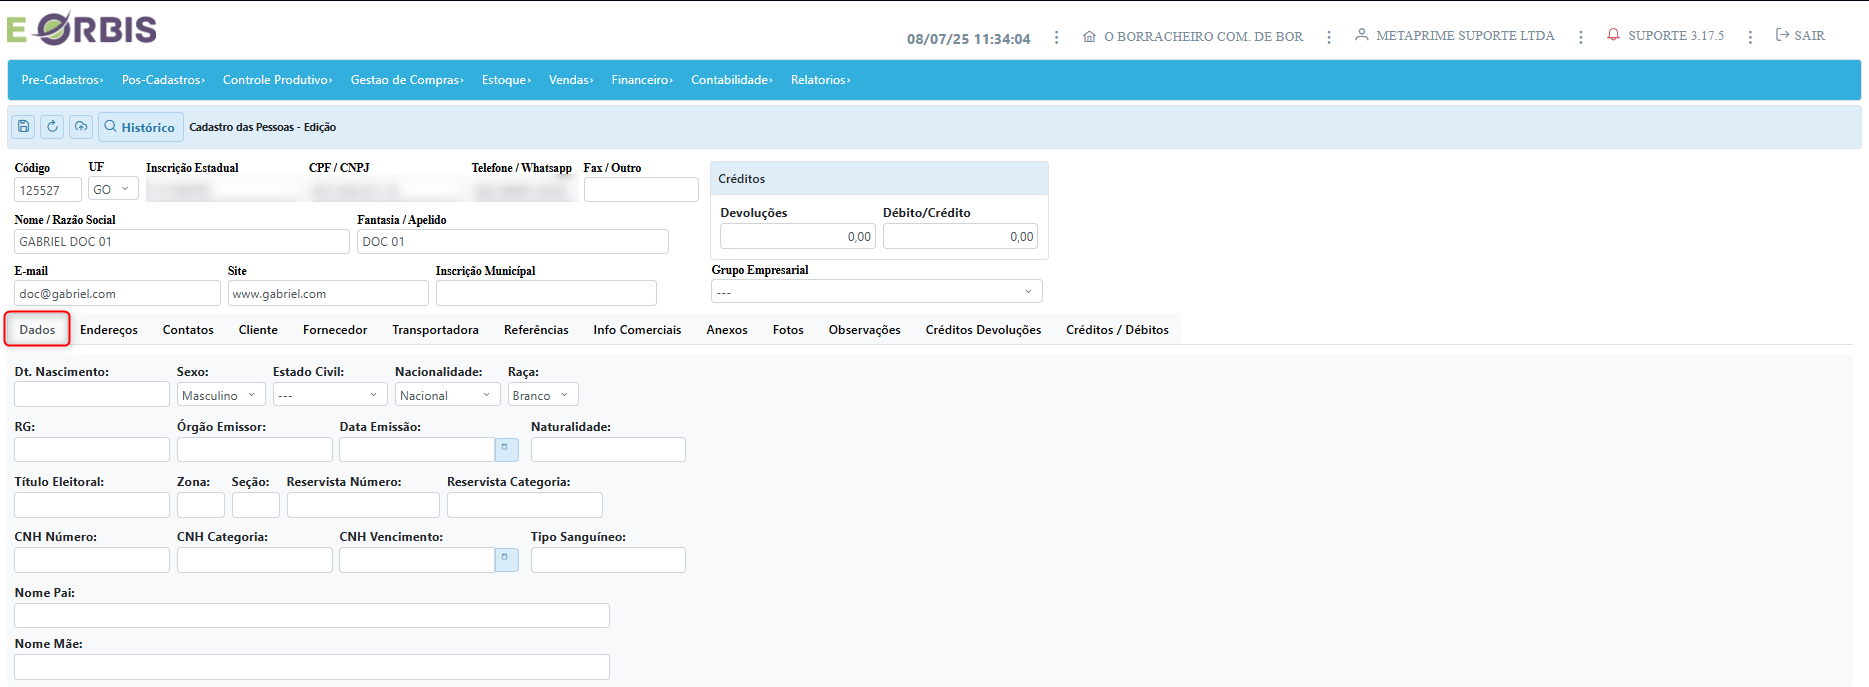 E ORBIS
08/07/25 11:34:04 O BORRACHEIRO COM. DE BOR METAPRIME SUPORTE LTDA SUPORTE 3.17.5 SAIR
Pre-Cadastros› Pos-Cadastros› Controle Produtivo› Gestao de Compras› Estoque› Vendas› Financeiro› Contabilidade› Relatorios›
Histórico Cadastro das Pessoas - Edição
Código UF Inscrição Estadual CPF / CNPJ Telefone / Whatsapp Fax / Outro
125527 GO
Créditos
Devoluções Débito/Crédito
0,00 0,00
Nome / Razão Social Fantasia / Apelido
GABRIEL DOC 01 DOC 01
E-mail Site Inscrição Municípal Grupo Empresarial
doc@gabriel.com www.gabriel.com ---
Dados Endereços Contatos Cliente Fornecedor Transportadora Referências Info Comerciais Anexos Fotos Observações Créditos Devoluções Créditos / Débitos
Dt. Nascimento: Sexo: Estado Civil: Nacionalidade: Raça:
Masculino --- Nacional Branco
RG: Órgão Emissor: Data Emissão: Naturalidade:
Título Eleitoral: Zona: Seção: Reservista Número: Reservista Categoria:
CNH Número: CNH Categoria: CNH Vencimento: Tipo Sanguíneo:
Nome Pai:
Nome Mãe: